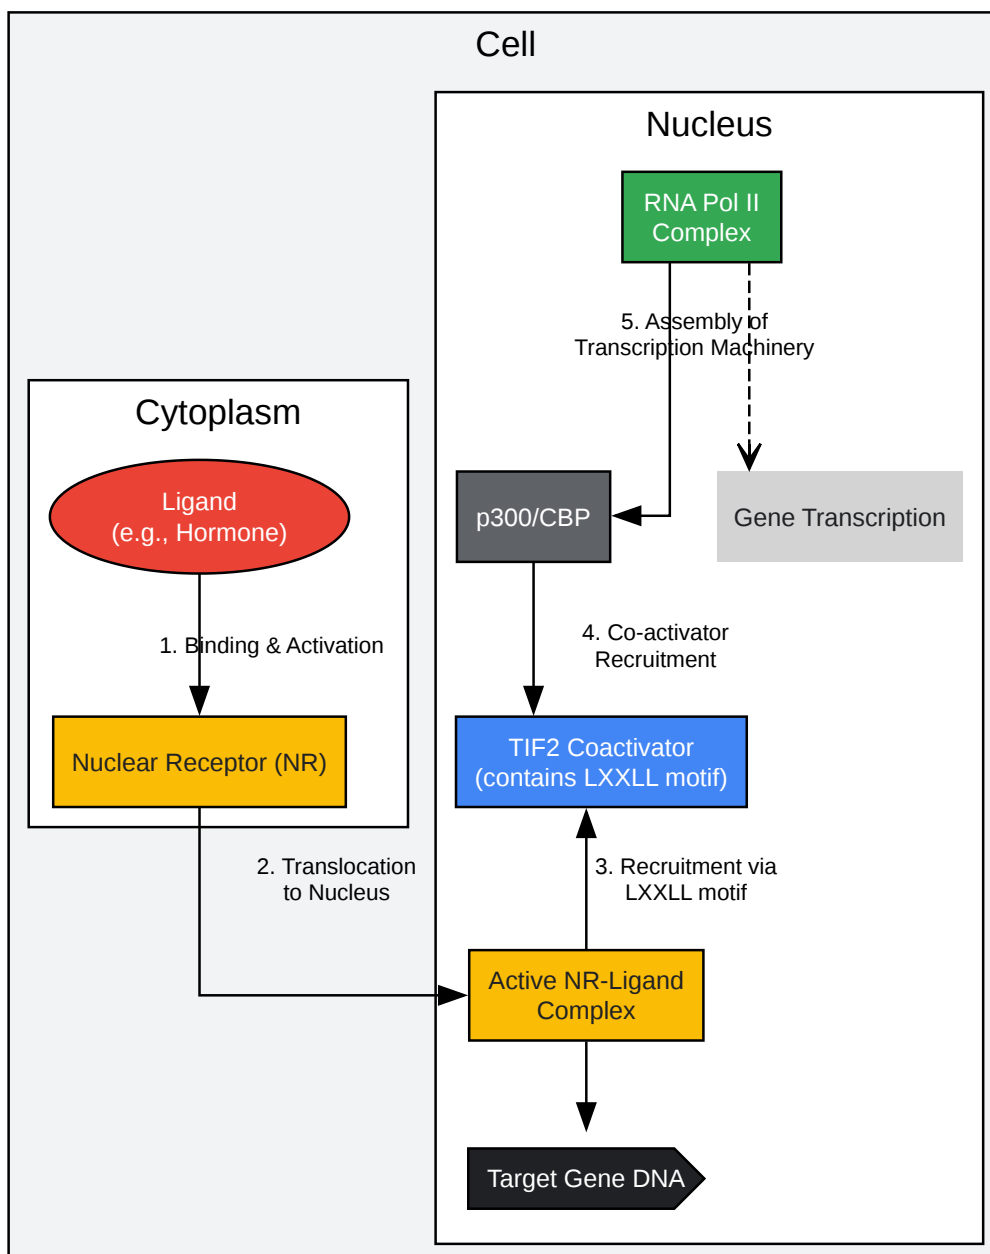 Cell
Nucleus
RNA Pol II
Complex
5. Assembly of
Transcription Machinery
Cytoplasm
Ligand
(e.g., Hormone)
p300/CBP
Gene Transcription
1. Binding & Activation
4. Co-activator
Recruitment
Nuclear Receptor (NR)
TIF2 Coactivator
(contains LXXLL motif)
2. Translocation
to Nucleus
3. Recruitment via
LXXLL motif
Active NR-Ligand
Complex
Target Gene DNA